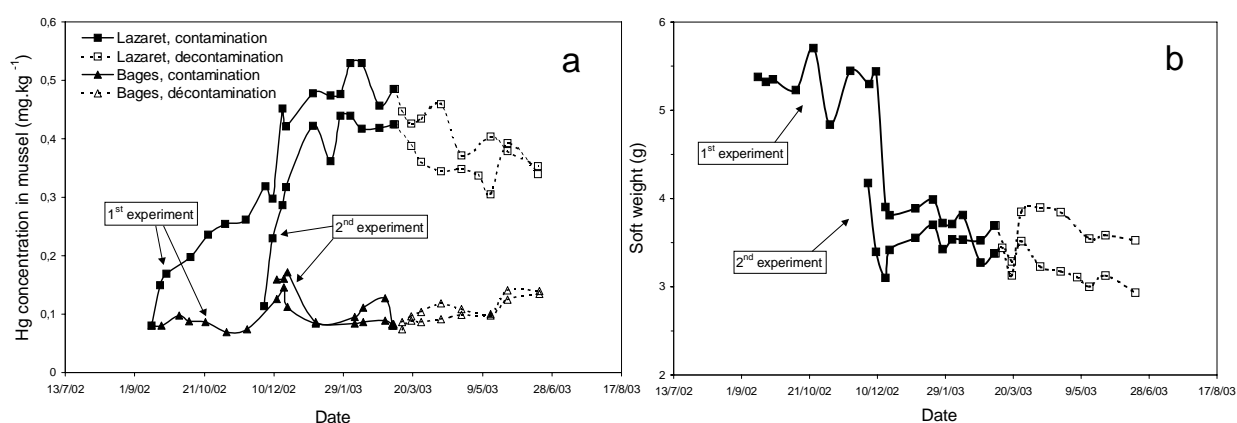 0,6
0,5
0,4
0,3
0,2
0,1
0
Hg concentration in mussel (mg.kg⁻¹)
Lazaret, contamination
Lazaret, decontamination
Bages, contamination
Bages, décontamination
a
1st experiment
2nd experiment
13/7/02 1/9/02 21/10/02 10/12/02 29/1/03 20/3/03 9/5/03 28/6/03 17/8/03
Date
6
5
4
3
2
Soft weight (g)
b
1st experiment
2nd experiment
13/7/02 1/9/02 21/10/02 10/12/02 29/1/03 20/3/03 9/5/03 28/6/03 17/8/03
Date